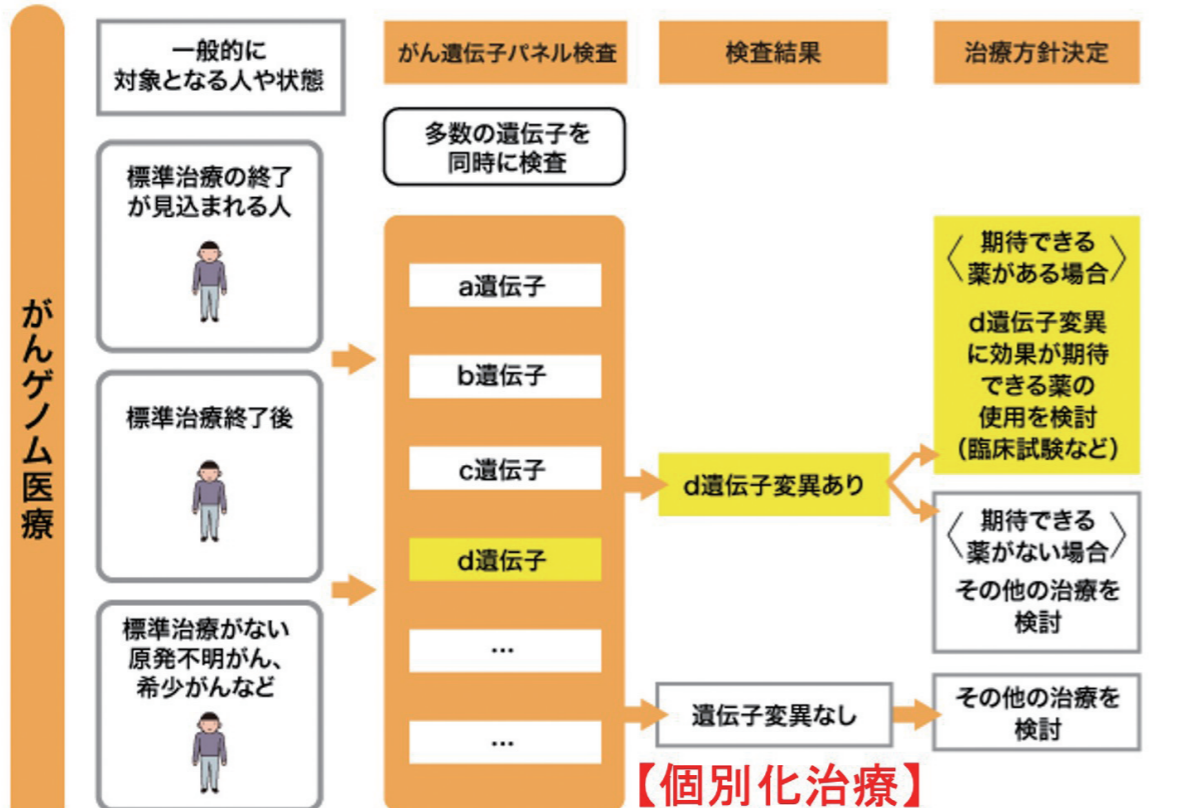 がんゲノム医療
一般的に
対象となる人や状態
がん遺伝子パネル検査
検査結果
治療方針決定
標準治療の終了
が見込まれる人
標準治療終了後
標準治療がない
原発不明がん、
希少がんなど
多数の遺伝子を
同時に検査
a遺伝子
b遺伝子
c遺伝子
d遺伝子
…
…
d遺伝子変異あり
遺伝子変異なし
〈期待できる
薬がある場合〉
d遺伝子変異
に効果が期待
できる薬の
使用を検討
(臨床試験など)
〈期待できる
薬がない場合〉
その他の治療を
検討
その他の治療を
検討
【個別化治療】